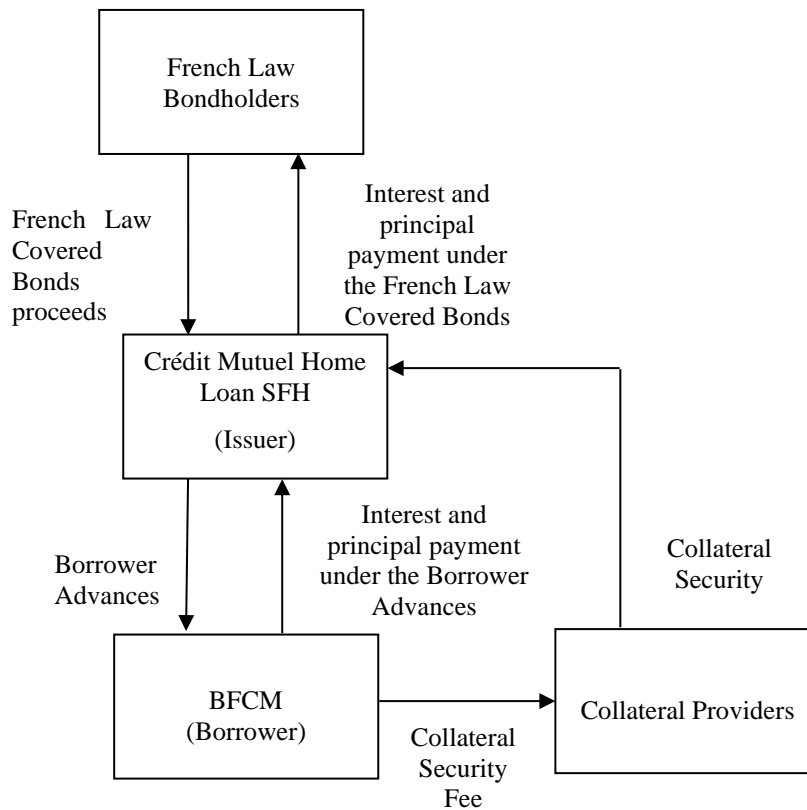 French Law
Bondholders
French Law
Covered
Bonds
proceeds
Interest and
principal
payment under
the French Law
Covered Bonds
Crédit Mutuel Home
Loan SFH
(Issuer)
Borrower
Advances
Interest and
principal payment
under the Borrower
Advances
Collateral
Security
BFCM
(Borrower)
Collateral
Security
Fee
Collateral Providers